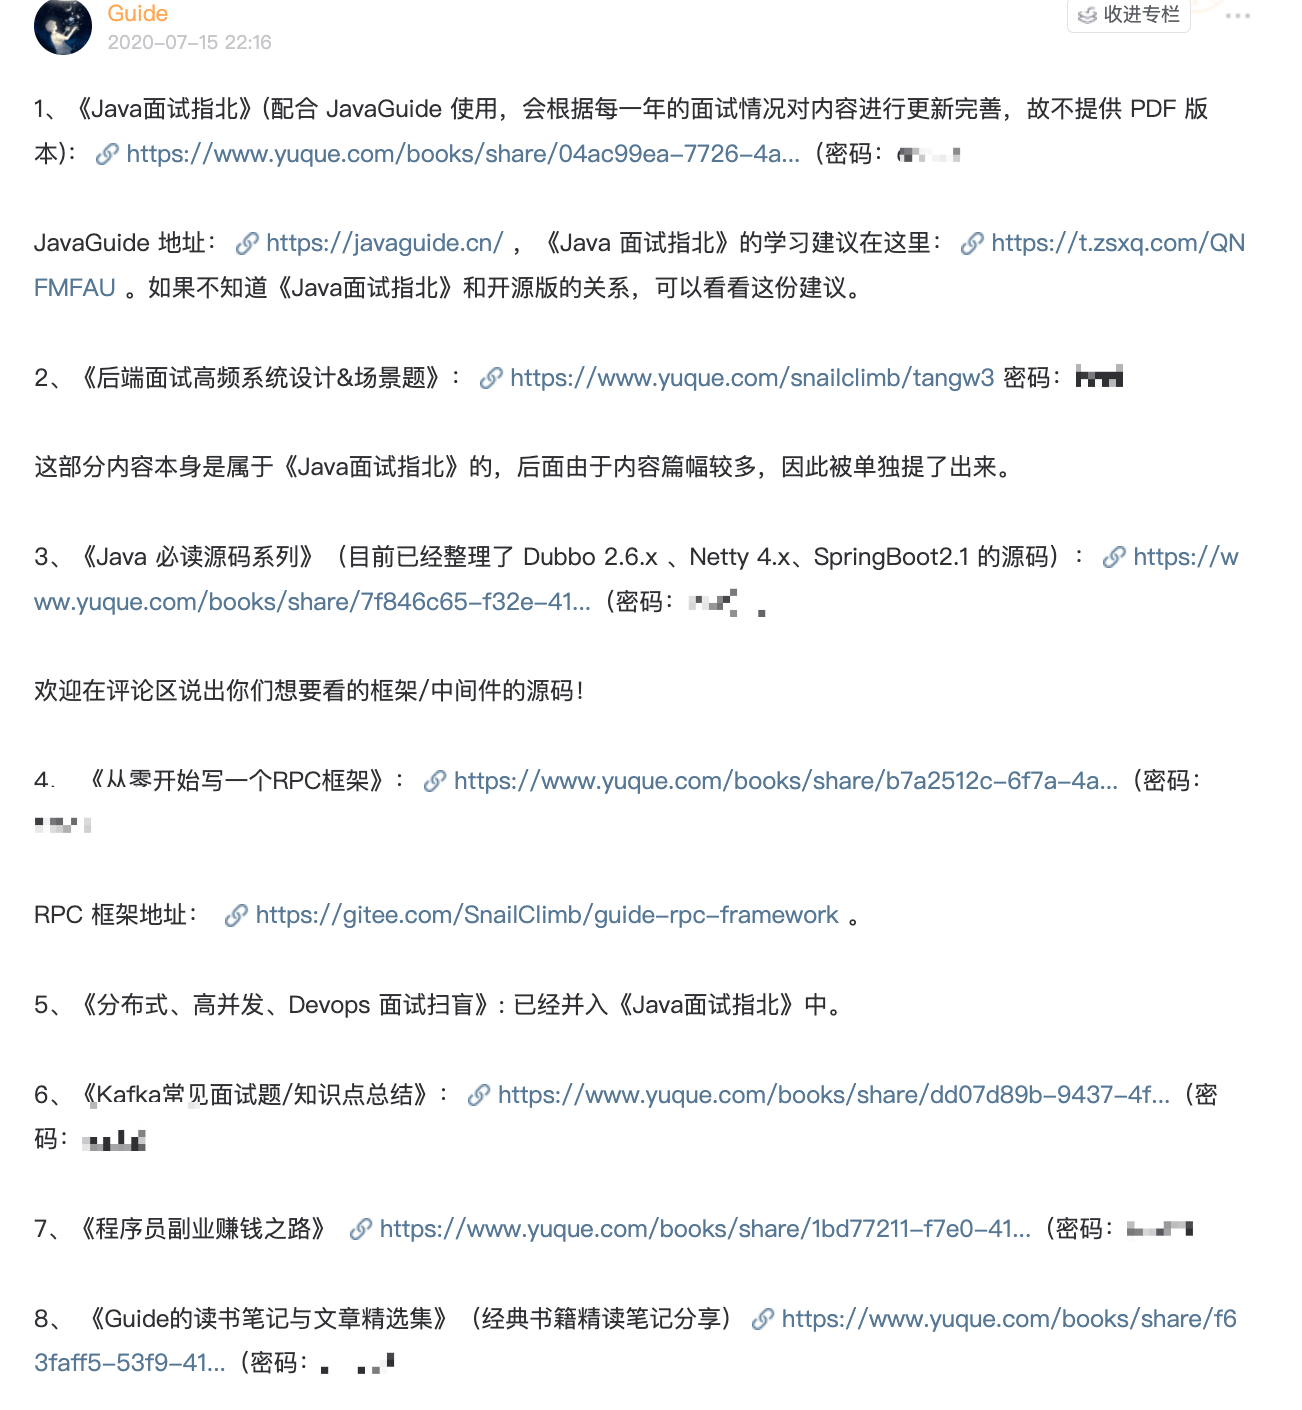 Guide
2020-07-15 22:16
收进专栏
1、《Java面试指北》(配合 JavaGuide 使用，会根据每一年的面试情况对内容进行更新完善，故不提供 PDF 版
本)： https://www.yuque.com/books/share/04ac99ea-7726-4a...（密码：
JavaGuide 地址： https://javaguide.cn/ ，《Java 面试指北》的学习建议在这里： https://t.zsxq.com/QN
FMFAU 。如果不知道《Java面试指北》和开源版的关系，可以看看这份建议。
2、《后端面试高频系统设计&场景题》： https://www.yuque.com/snailclimb/tangw3 密码：
这部分内容本身是属于《Java面试指北》的，后面由于内容篇幅较多，因此被单独提了出来。
3、《Java 必读源码系列》（目前已经整理了 Dubbo 2.6.x 、Netty 4.x、SpringBoot2.1 的源码）： https://w
ww.yuque.com/books/share/7f846c65-f32e-41...（密码：
欢迎在评论区说出你们想要看的框架/中间件的源码！
4. 《从零开始写一个RPC框架》： https://www.yuque.com/books/share/b7a2512c-6f7a-4a...（密码：
RPC 框架地址： https://gitee.com/SnailClimb/guide-rpc-framework 。
5、《分布式、高并发、Devops 面试扫盲》: 已经并入《Java面试指北》中。
6、《Kafka常见面试题/知识点总结》： https://www.yuque.com/books/share/dd07d89b-9437-4f...（密
码：
7、《程序员副业赚钱之路》 https://www.yuque.com/books/share/1bd77211-f7e0-41...（密码：
8、 《Guide的读书笔记与文章精选集》（经典书籍精读笔记分享） https://www.yuque.com/books/share/f6
3faff5-53f9-41...（密码：